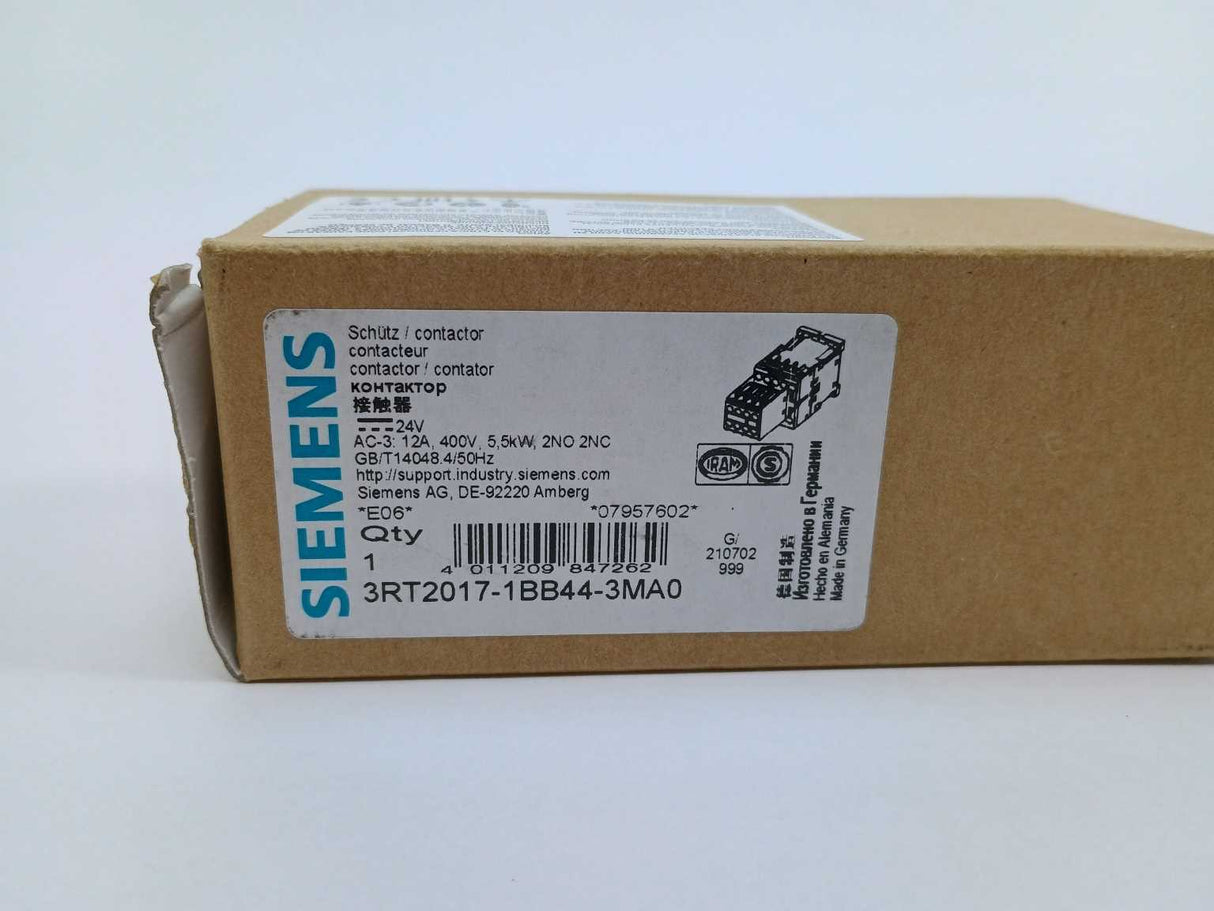 SIEMENS
Schütz / contactor
contacteur
contactor / contator
контактор
接触器
24V
AC-3: 12A, 400V, 5,5kW, 2NO 2NC
GB/T14048.4/50Hz
http://support.industry.siemens.com
Siemens AG, DE-92220 Amberg
*E06* *07957602*
Qty
1
4 011209 847262
3RT2017-1BB44-3MA0
IRAM
S
G/
210702
999
德国制造
Изготовлено в Германии
Hecho en Alemania
Made in Germany